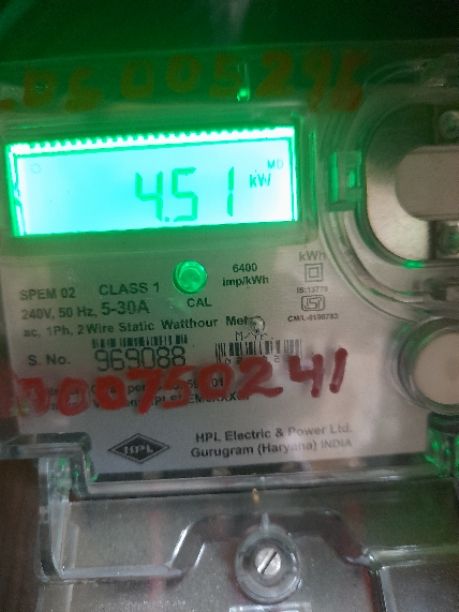 005296
MD
4.51 kW
6400
imp/kWh
kWh
SPEM 02 CLASS 1
CAL
IS:13779
240V, 50 Hz, 5-30A
CM/L-0190782
ac, 1Ph, 2 Wire Static Watthour
S. No. 969088
00750241
HPL
HPL Electric & Power Ltd.
Gurugram (Haryana) INDIA